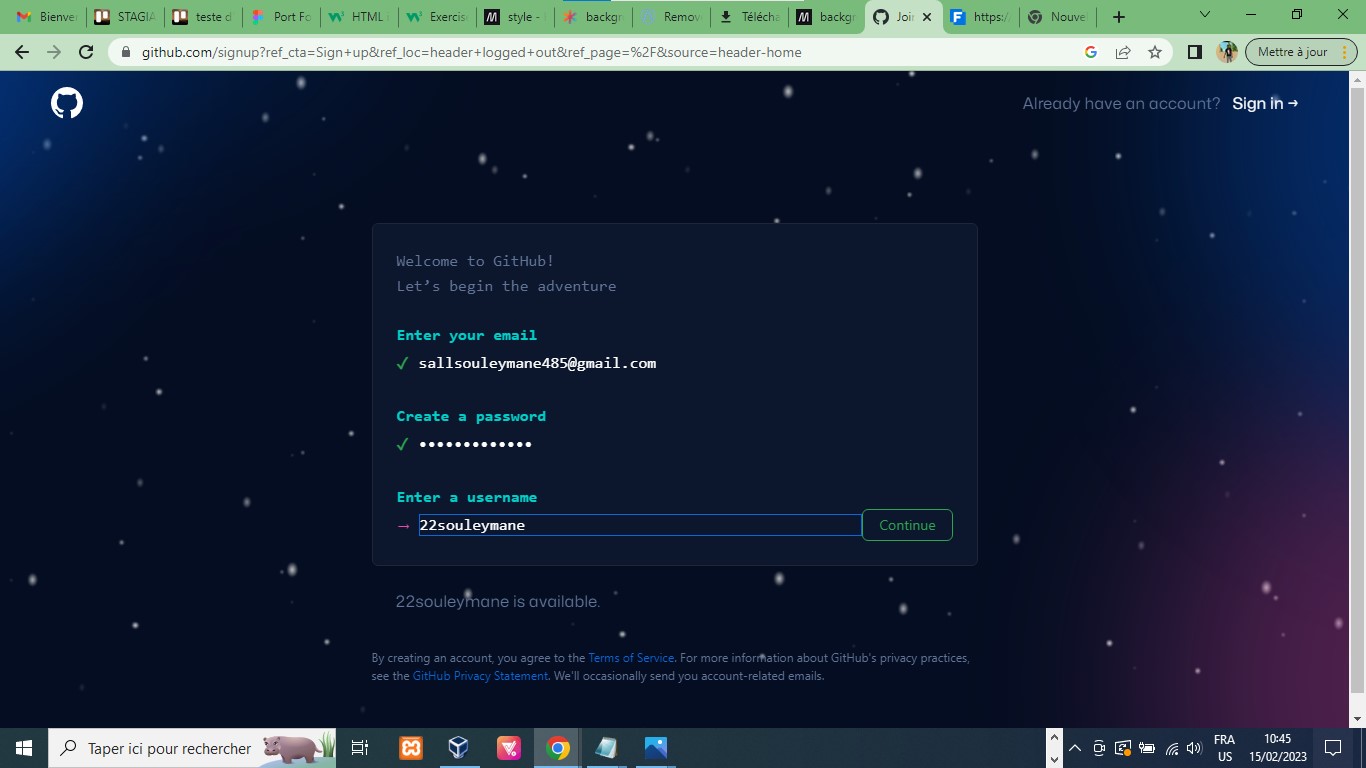 Bienver
STAGIA
teste d
Port Fo
HTML i
Exercise
style -
backgr
Remov
Télécha
backgr
Join
https:/
Nouvel
github.com/signup?ref_cta=Sign+up&ref_loc=header+logged+out&ref_page=%2F&source=header-home
Mettre à jour
Already have an account? Sign in →
Welcome to GitHub!
Let’s begin the adventure
Enter your email
✓ sallsouleymane485@gmail.com
Create a password
✓ •••••••••••••
Enter a username
→ 22souleymane
Continue
22souleymane is available.
By creating an account, you agree to the Terms of Service. For more information about GitHub's privacy practices,
see the GitHub Privacy Statement. We'll occasionally send you account-related emails.
Taper ici pour rechercher
FRA
US
10:45
15/02/2023